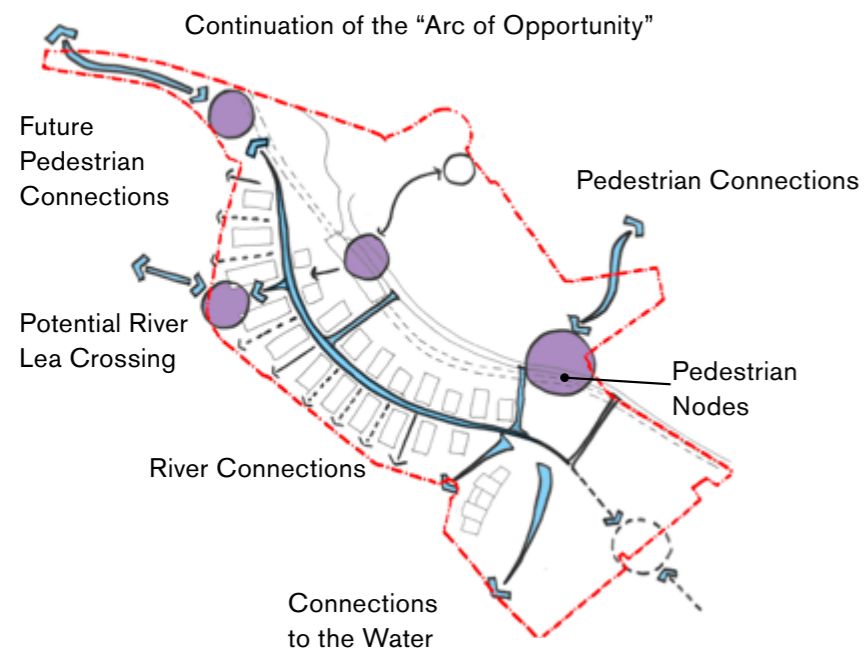 Continuation of the “Arc of Opportunity”
Future
Pedestrian
Connections
Pedestrian Connections
Potential River
Lea Crossing
Pedestrian
Nodes
River Connections
Connections
to the Water